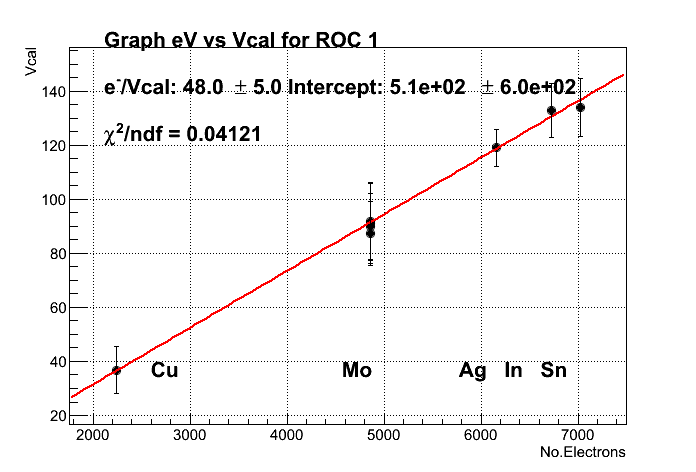 Graph eV vs Vcal for ROC 1
Vcal
e⁻/Vcal: 48.0 ± 5.0 Intercept: 5.1e+02 ± 6.0e+02
χ²/ndf = 0.04121
140
120
100
80
60
40
20
Cu Mo Ag In Sn
2000 3000 4000 5000 6000 7000
No.Electrons